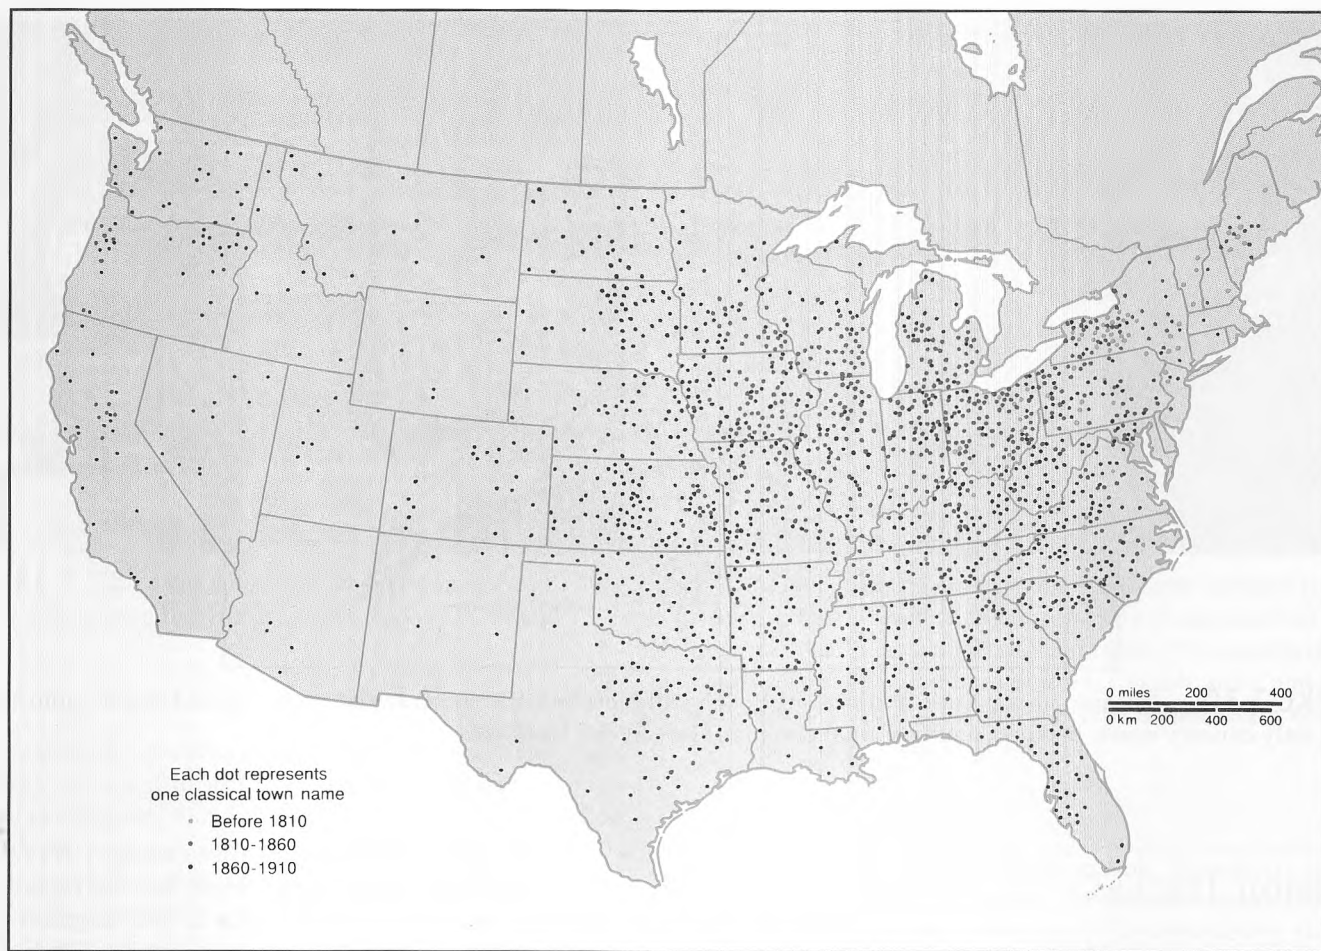 0 miles 200 400
0 km 200 400 600
Each dot represents
one classical town name
Before 1810
1810-1860
1860-1910